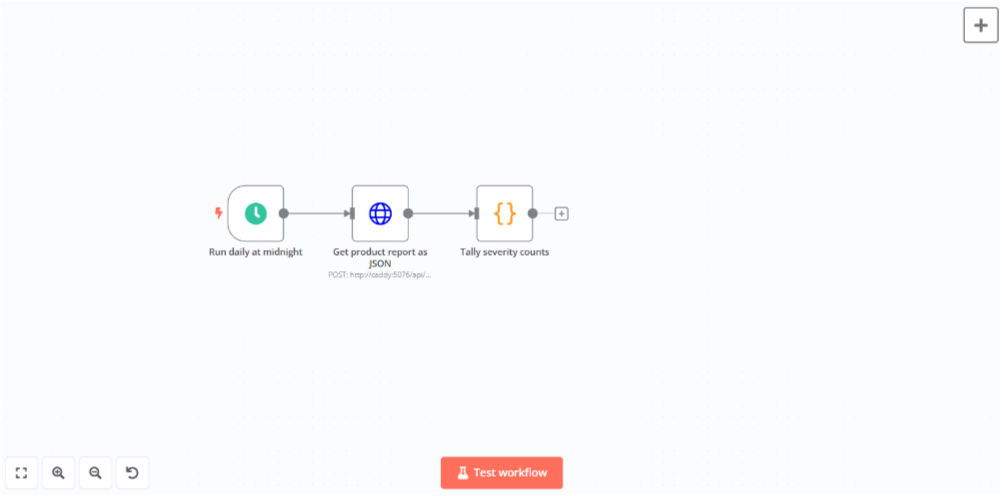 Run daily at midnight
Get product report as
JSON
POST: http://caddy:5076/api/...
Tally severity counts
Test workflow